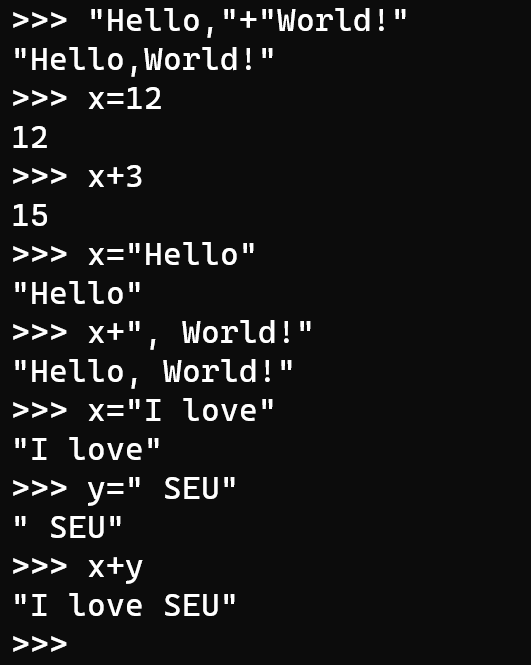 >>> "Hello,"+"World!"
"Hello,World!"
>>> x=12
12
>>> x+3
15
>>> x="Hello"
"Hello"
>>> x+", World!"
"Hello, World!"
>>> x="I love"
"I love"
>>> y=" SEU"
" SEU"
>>> x+y
"I love SEU"
>>>